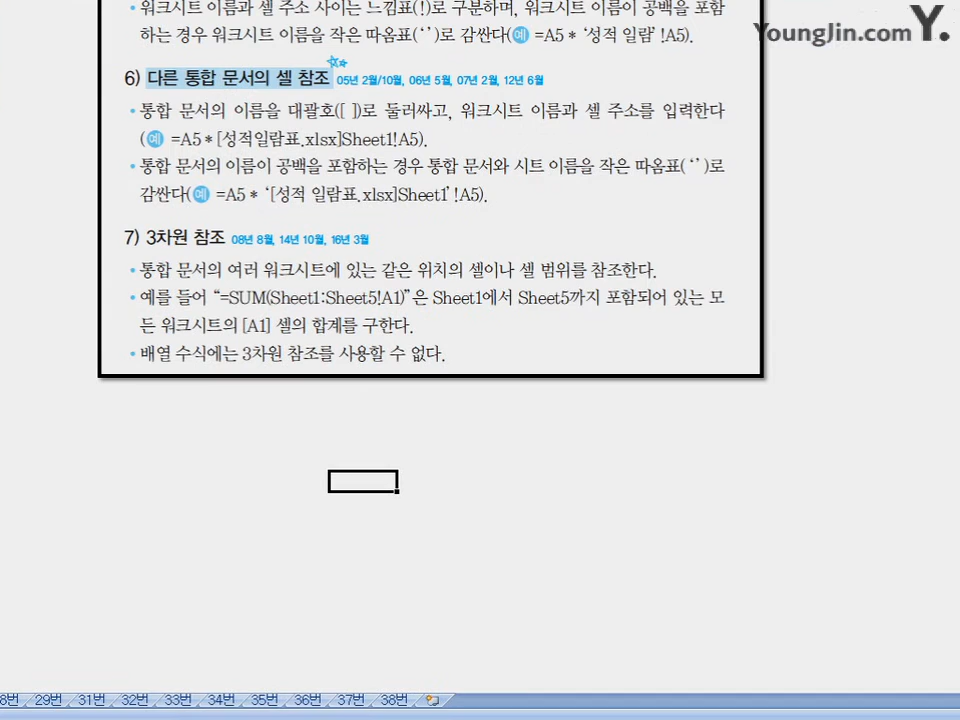 • 워크시트 이름과 셀 주소 사이는 느낌표(!)로 구분하며, 워크시트 이름이 공백을 포함
하는 경우 워크시트 이름을 작은 따옴표(‘’)로 감싼다(예 =A5 * ‘성적 일람’!A5).
YoungJin.com Y.
6) 다른 통합 문서의 셀 참조 05년 2월/10월, 06년 5월, 07년 2월, 12년 6월
• 통합 문서의 이름을 대괄호([ ])로 둘러싸고, 워크시트 이름과 셀 주소를 입력한다
(예 =A5 * [성적일람표.xlsx]Sheet1!A5).
• 통합 문서의 이름이 공백을 포함하는 경우 통합 문서와 시트 이름을 작은 따옴표(‘’)로
감싼다(예 =A5 * ‘[성적 일람표.xlsx]Sheet1’!A5).
7) 3차원 참조 08년 8월, 14년 10월, 16년 3월
• 통합 문서의 여러 워크시트에 있는 같은 위치의 셀이나 셀 범위를 참조한다.
• 예를 들어 “=SUM(Sheet1:Sheet5!A1)”은 Sheet1에서 Sheet5까지 포함되어 있는 모
든 워크시트의 [A1] 셀의 합계를 구한다.
• 배열 수식에는 3차원 참조를 사용할 수 없다.
8번 29번 31번 32번 33번 34번 35번 36번 37번 38번